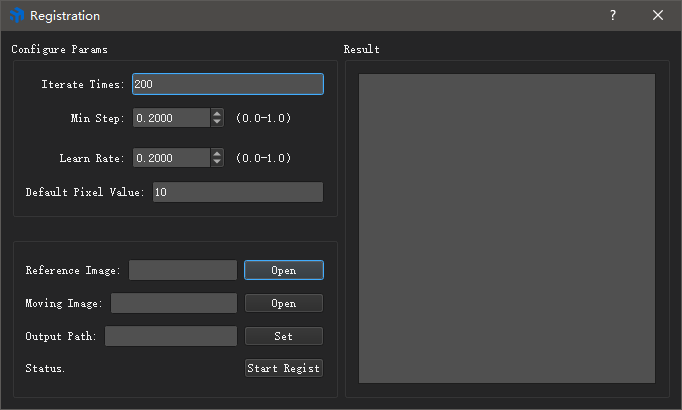 Registration ?
Configure Params
Iterate Times: 200
Min Step: 0.2000 (0.0-1.0)
Learn Rate: 0.2000 (0.0-1.0)
Default Pixel Value: 10
Reference Image: Open
Moving Image: Open
Output Path: Set
Status. Start Regist
Result